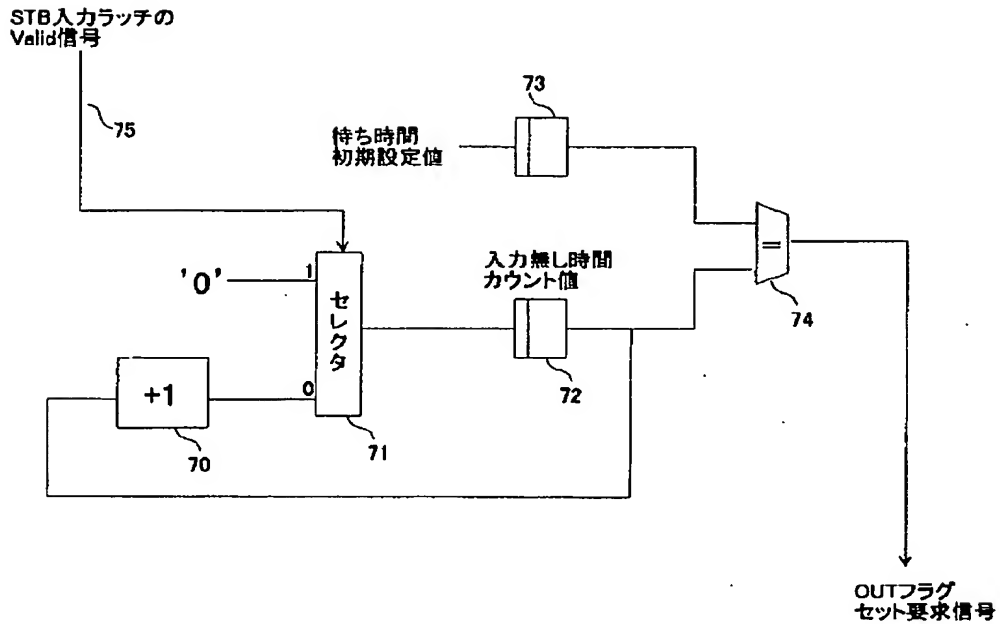 STB入力ラッチの
Valid信号
75
73
待ち時間
初期設定値
'0'
1
セレクタ
入力無し時間
カウント値
=
74
+1
0
72
70
71
OUTフラグ
セット要求信号